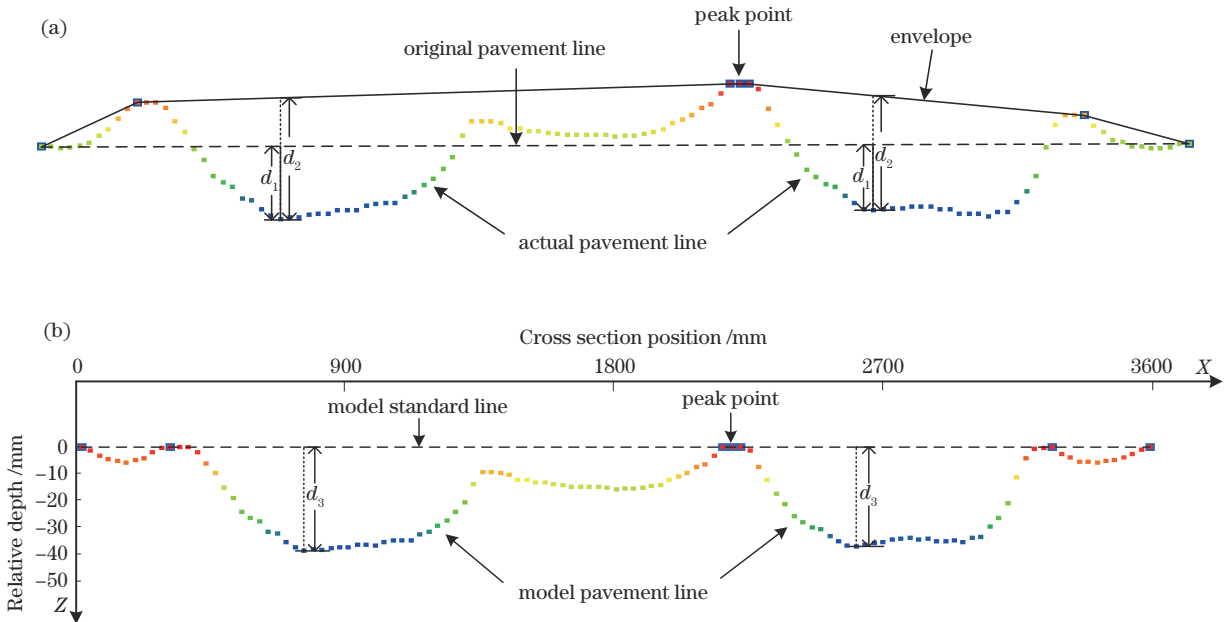 (a)
peak point
original pavement line
envelope
d₁
d₂
d₁
d₂
actual pavement line
(b)
Cross section position /mm
0 900 1800 2700 3600 X
model standard line
peak point
Relative depth /mm
0
−10
−20
−30
−40
−50
Z
d₃
d₃
model pavement line